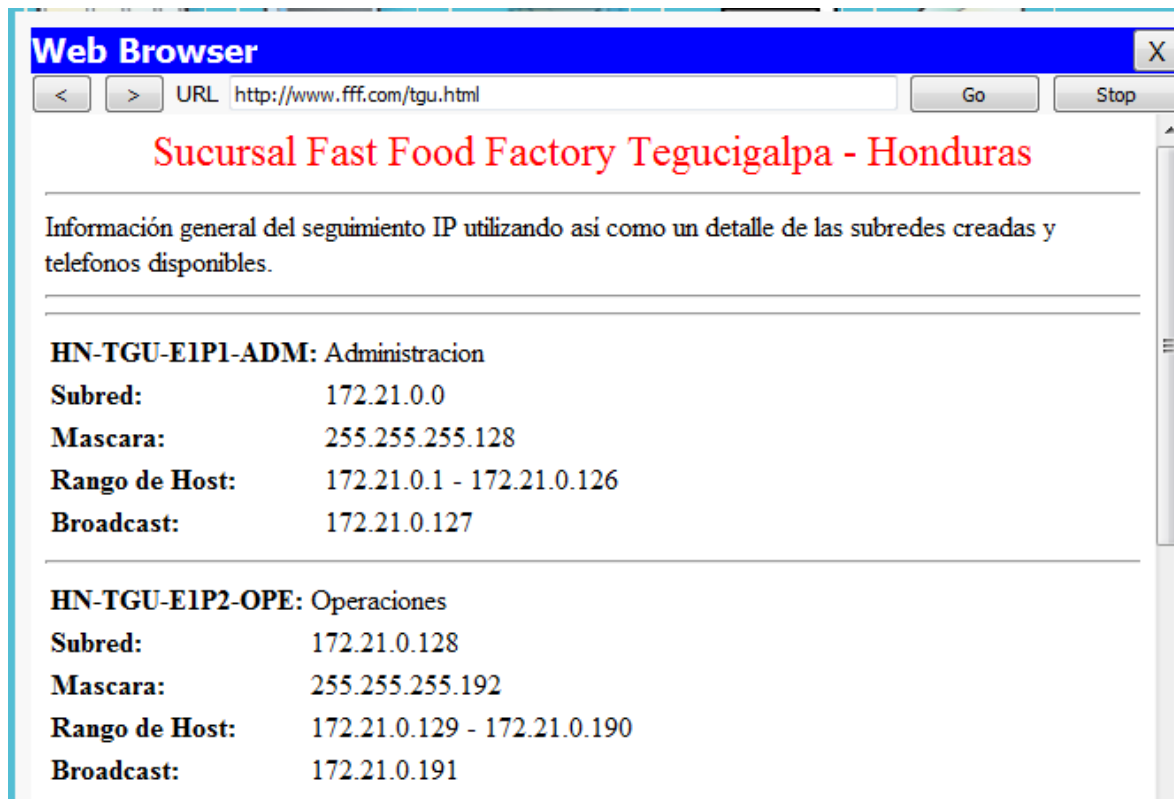 Web Browser
X
< > URL http://www.fff.com/tgu.html Go Stop
Sucursal Fast Food Factory Tegucigalpa - Honduras
Información general del seguimiento IP utilizando así como un detalle de las subredes creadas y
telefonos disponibles.
HN-TGU-E1P1-ADM: Administracion
Subred: 172.21.0.0
Mascara: 255.255.255.128
Rango de Host: 172.21.0.1 - 172.21.0.126
Broadcast: 172.21.0.127
HN-TGU-E1P2-OPE: Operaciones
Subred: 172.21.0.128
Mascara: 255.255.255.192
Rango de Host: 172.21.0.129 - 172.21.0.190
Broadcast: 172.21.0.191